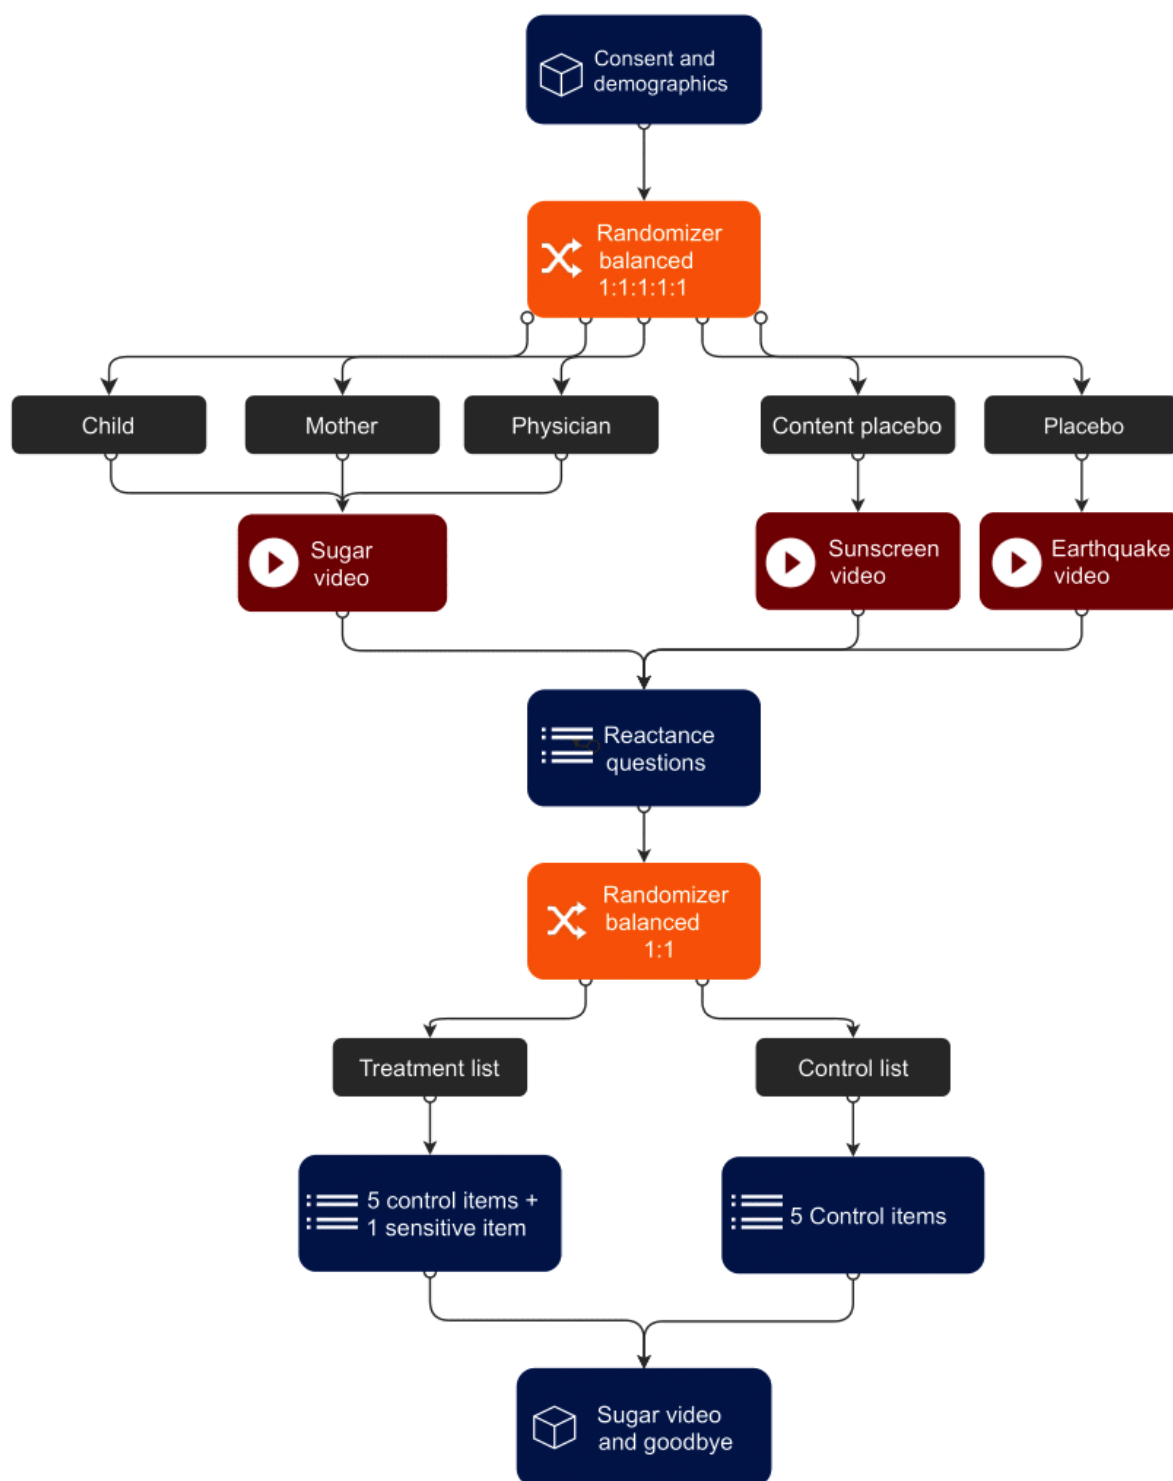 Consent and
demographics
Randomizer
balanced
1:1:1:1:1
Child
Mother
Physician
Content placebo
Placebo
Sugar
video
Sunscreen
video
Earthquake
video
Reactance
questions
Randomizer
balanced
1:1
Treatment list
Control list
5 control items +
1 sensitive item
5 Control items
Sugar video
and goodbye